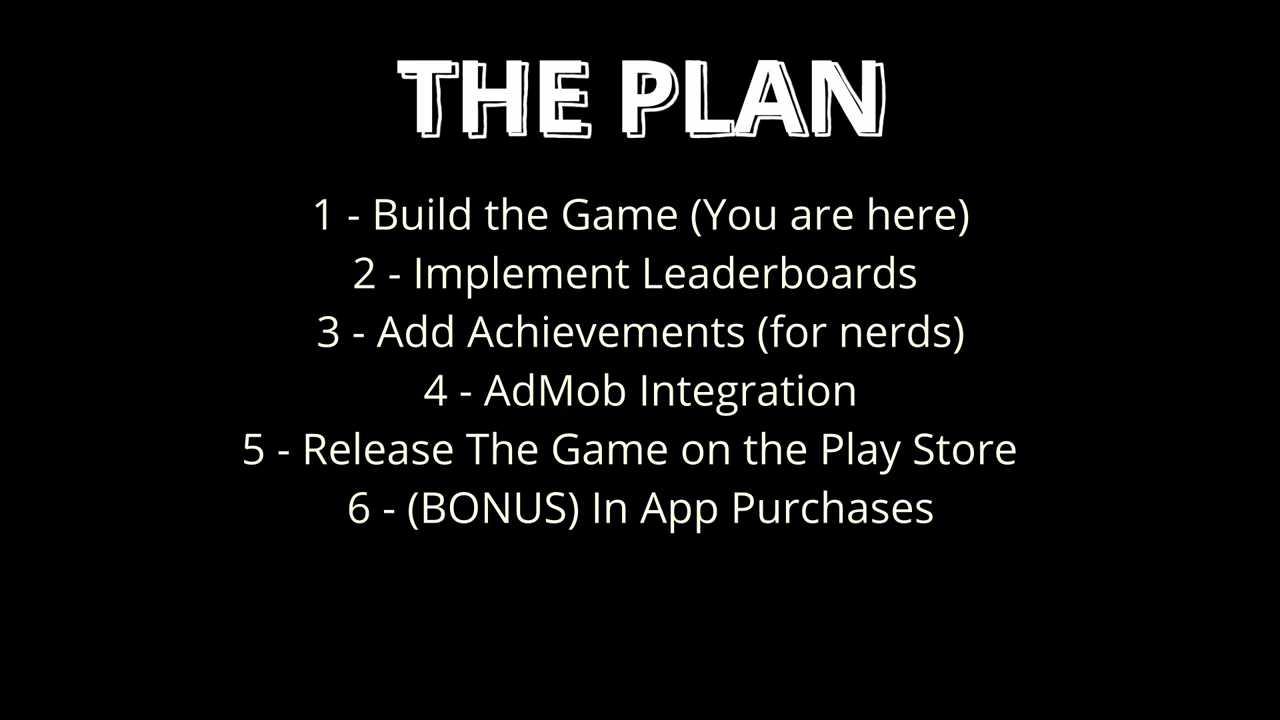 THE PLAN
1 - Build the Game (You are here)
2 - Implement Leaderboards
3 - Add Achievements (for nerds)
4 - AdMob Integration
5 - Release The Game on the Play Store
6 - (BONUS) In App Purchases